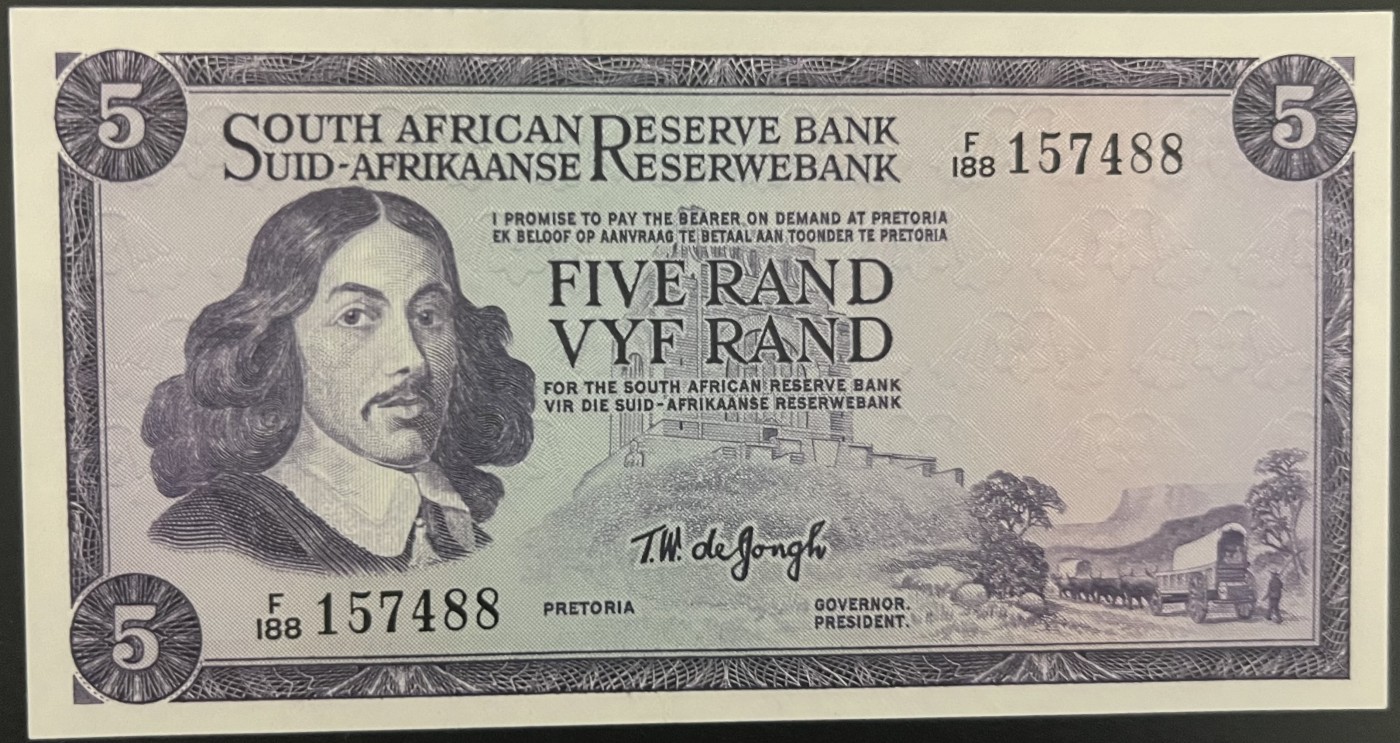 5
5
SOUTH AFRICAN RESERVE BANK
SUID-AFRIKAANSE RESERWEBANK
F
188 157488
I PROMISE TO PAY THE BEARER ON DEMAND AT PRETORIA
EK BELOOF OP AANVRAAG TE BETAAL AAN TOONDER TE PRETORIA
FIVE RAND
VYF RAND
FOR THE SOUTH AFRICAN RESERVE BANK
VIR DIE SUID-AFRIKAANSE RESERWEBANK
T.W. de Jongh
F
188 157488
PRETORIA
GOVERNOR.
PRESIDENT.
5